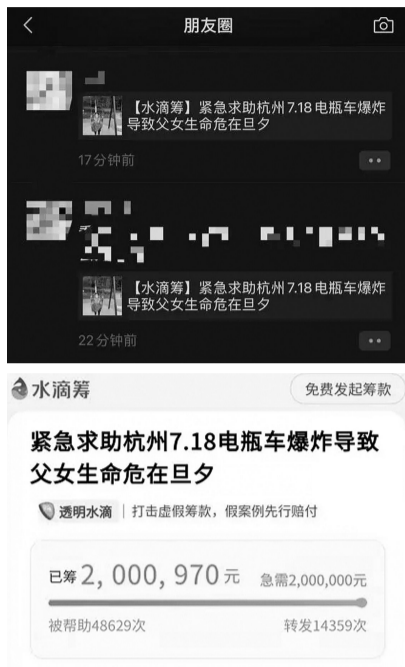 朋友圈
【水滴筹】紧急求助杭州7.18电瓶车爆炸
导致父女生命危在旦夕
17分钟前
【水滴筹】紧急求助杭州7.18电瓶车爆炸
导致父女生命危在旦夕
22分钟前
水滴筹
免费发起筹款
紧急求助杭州7.18电瓶车爆炸导致
父女生命危在旦夕
透明水滴 | 打击虚假筹款，假案例先行赔付
已筹2,000,970元 急需2,000,000元
被帮助48629次 转发14359次